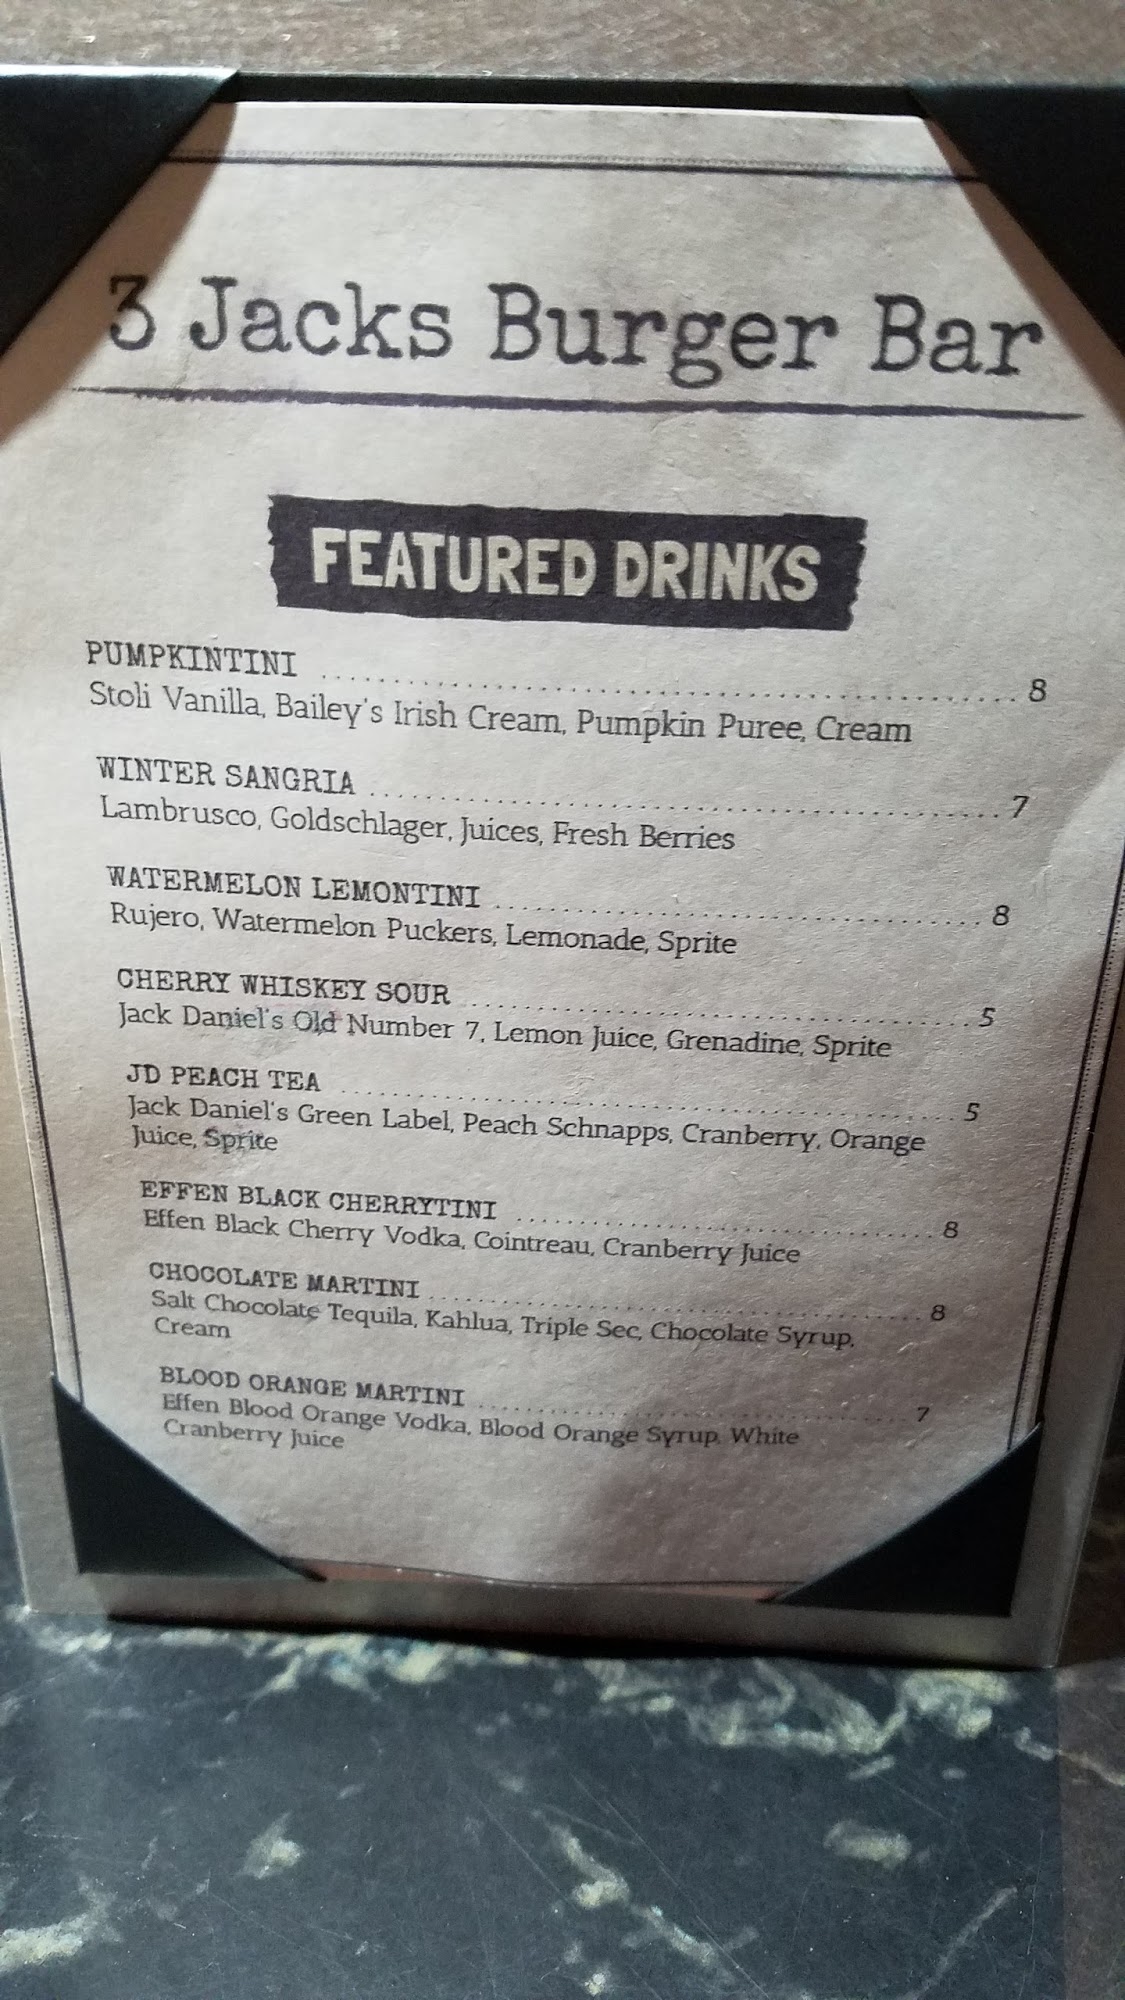 3 Jacks Burger Bar
FEATURED DRINKS
PUMPKINTINI 8
Stoli Vanilla, Bailey's Irish Cream, Pumpkin Puree, Cream
WINTER SANGRIA 7
Lambrusco, Goldschlager, Juices, Fresh Berries
WATERMELON LEMONTINI 8
Rujero, Watermelon Puckers, Lemonade, Sprite
CHERRY WHISKEY SOUR 5
Jack Daniel's Old Number 7, Lemon Juice, Grenadine, Sprite
JD PEACH TEA 5
Jack Daniel's Green Label, Peach Schnapps, Cranberry, Orange
Juice, Sprite
EFFEN BLACK CHERRYTINI 8
Effen Black Cherry Vodka, Cointreau, Cranberry Juice
CHOCOLATE MARTINI 8
Salt Chocolate Tequila, Kahlua, Triple Sec, Chocolate Syrup,
Cream
BLOOD ORANGE MARTINI 7
Effen Blood Orange Vodka, Blood Orange Syrup, White
Cranberry Juice